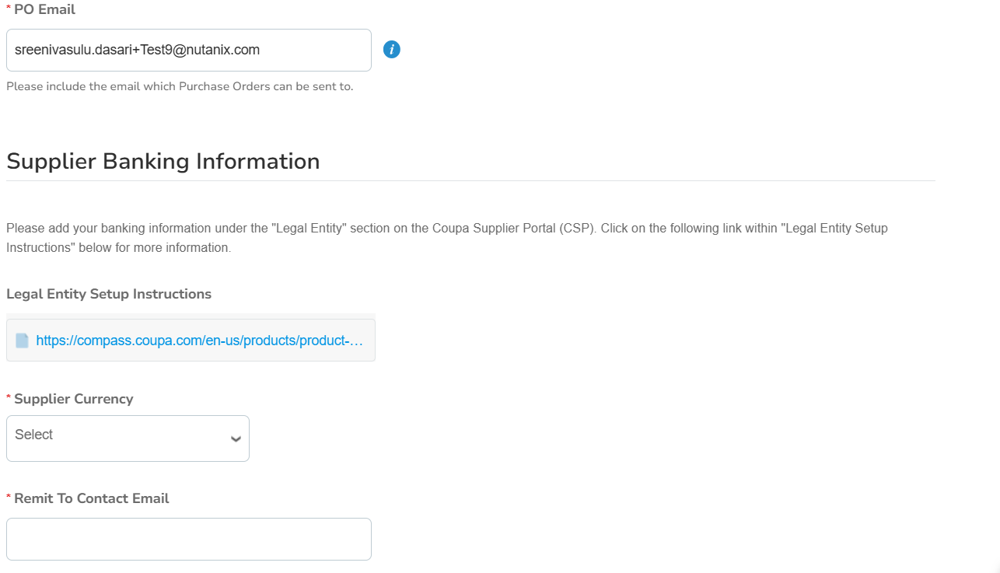 * PO Email
sreenivasulu.dasari+Test9@nutanix.com
i
Please include the email which Purchase Orders can be sent to.
Supplier Banking Information
Please add your banking information under the "Legal Entity" section on the Coupa Supplier Portal (CSP). Click on the following link within "Legal Entity Setup
Instructions" below for more information.
Legal Entity Setup Instructions
https://compass.coupa.com/en-us/products/product-...
* Supplier Currency
Select
* Remit To Contact Email